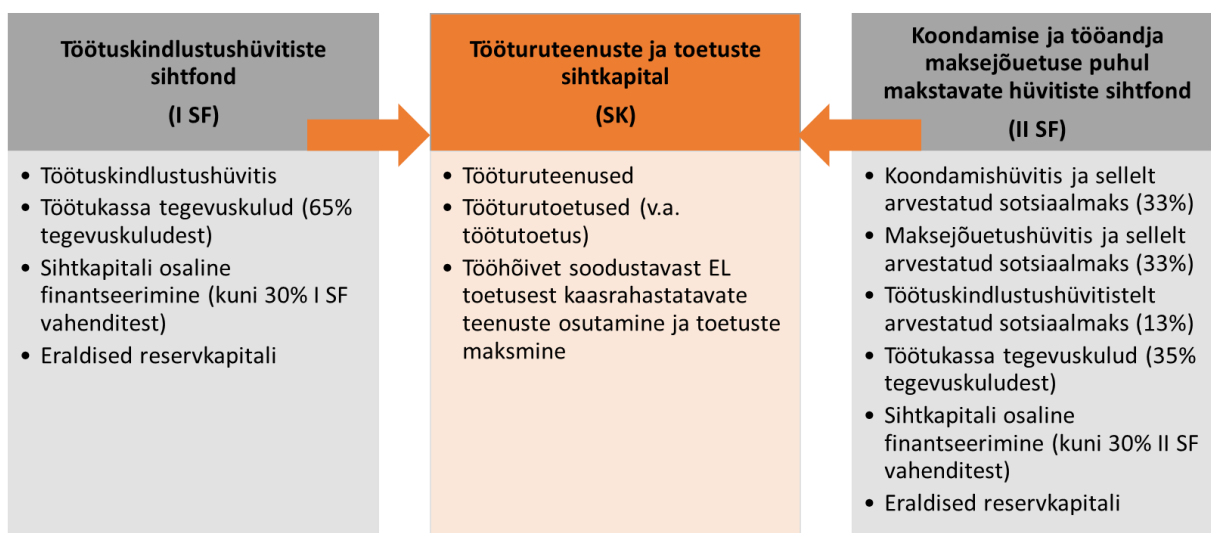 Töötuskindlustushüvitiste
sihtfond
(I SF)
• Töötuskindlustushüvitis
• Töötukassa tegevuskulud (65%
tegevuskuludest)
• Sihtkapitali osaline
finantseerimine (kuni 30% I SF
vahenditest)
• Eraldised reservkapitali
Tööturuteenuste ja toetuste
sihtkapital
(SK)
• Tööturuteenused
• Tööturutoetused (v.a.
töötutoetus)
• Tööhõivet soodustavast EL
toetusest kaasrahastatavate
teenuste osutamine ja toetuste
maksmine
Koondamise ja tööandja
maksejõuetuse puhul
makstavate hüvitiste sihtfond
(II SF)
• Koondamishüvitis ja sellelt
arvestatud sotsiaalmaks (33%)
• Maksejõuetushüvitis ja sellelt
arvestatud sotsiaalmaks (33%)
• Töötuskindlustushüvitistelt
arvestatud sotsiaalmaks (13%)
• Töötukassa tegevuskulud (35%
tegevuskuludest)
• Sihtkapitali osaline
finantseerimine (kuni 30% II SF
vahenditest)
• Eraldised reservkapitali